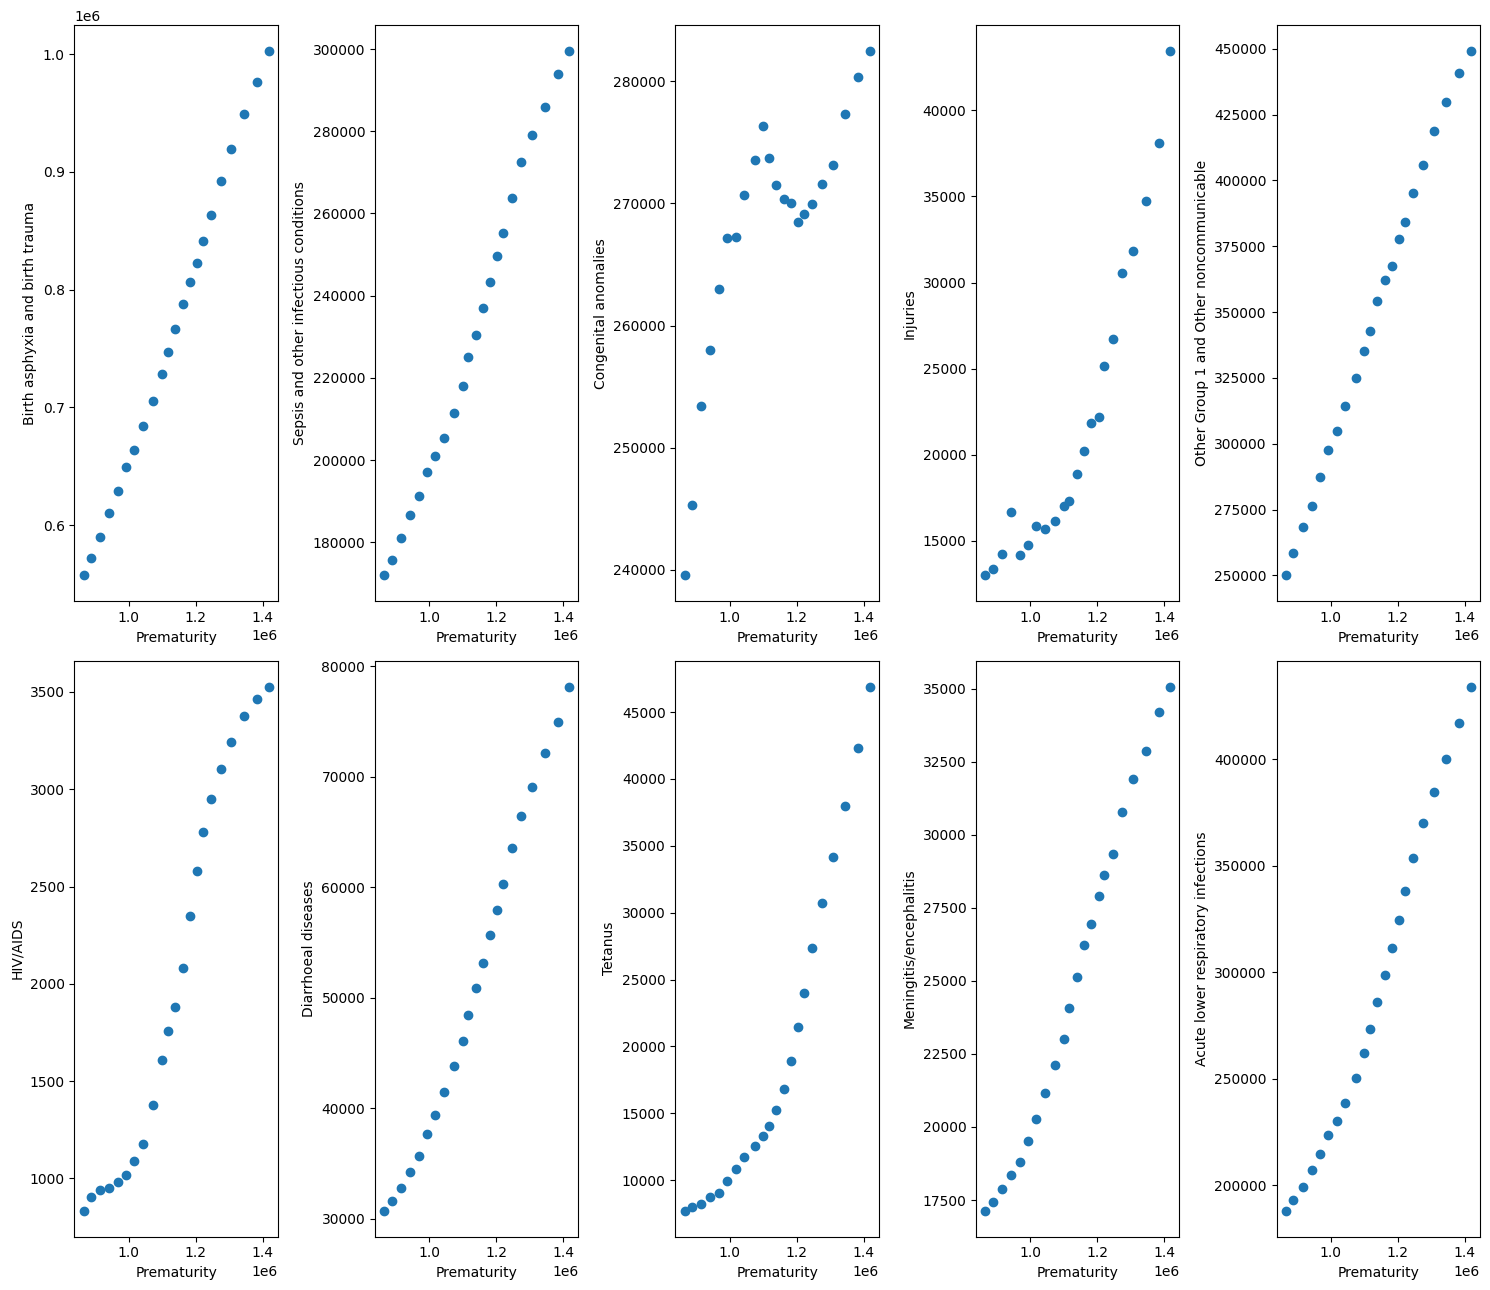 1e6
1.0
0.9
0.8
0.7
0.6
Birth asphyxia and birth trauma
1.0 1.2 1.4
Prematurity 1e6
300000
280000
260000
240000
220000
200000
180000
Sepsis and other infectious conditions
1.0 1.2 1.4
Prematurity 1e6
280000
270000
260000
250000
240000
Congenital anomalies
1.0 1.2 1.4
Prematurity 1e6
40000
35000
30000
25000
20000
15000
Injuries
1.0 1.2 1.4
Prematurity 1e6
450000
425000
400000
375000
350000
325000
300000
275000
250000
Other Group 1 and Other noncommunicable
1.0 1.2 1.4
Prematurity 1e6
3500
3000
2500
2000
1500
1000
HIV/AIDS
1.0 1.2 1.4
Prematurity 1e6
80000
70000
60000
50000
40000
30000
Diarrhoeal diseases
1.0 1.2 1.4
Prematurity 1e6
45000
40000
35000
30000
25000
20000
15000
10000
Tetanus
1.0 1.2 1.4
Prematurity 1e6
35000
32500
30000
27500
25000
22500
20000
17500
Meningitis/encephalitis
1.0 1.2 1.4
Prematurity 1e6
400000
350000
300000
250000
200000
Acute lower respiratory infections
1.0 1.2 1.4
Prematurity 1e6